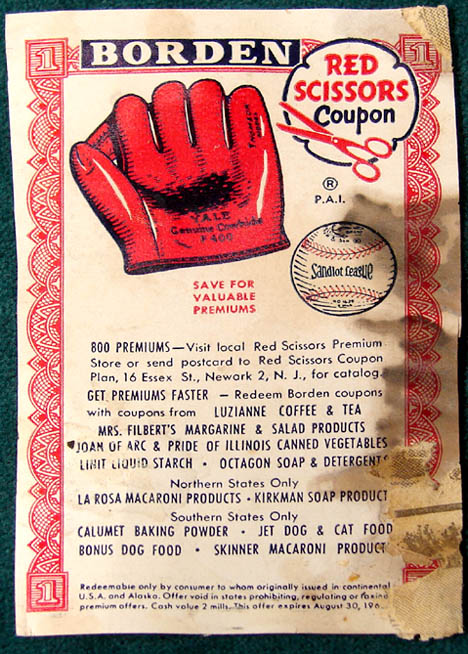 1 BORDEN
RED
SCISSORS
Coupon
®
P.A.I.
YALE
Genuine Cowhide
Sandlot League
SAVE FOR
VALUABLE
PREMIUMS
800 PREMIUMS—Visit local Red Scissors Premium
Store or send postcard to Red Scissors Coupon
Plan, 16 Essex St., Newark 2, N. J., for catalog.
GET PREMIUMS FASTER — Redeem Borden coupons
with coupons from LUZIANNE COFFEE & TEA
MRS. FILBERT'S MARGARINE & SALAD PRODUCTS
JOAN OF ARC & PRIDE OF ILLINOIS CANNED VEGETABLES
LINIT LIQUID STARCH • OCTAGON SOAP & DETERGENTS
Northern States Only
LA ROSA MACARONI PRODUCTS • KIRKMAN SOAP PRODUCT
Southern States Only
CALUMET BAKING POWDER • JET DOG & CAT FOOD
BONUS DOG FOOD • SKINNER MACARONI PRODUCT
Redeemable only by consumer to whom originally issued in continental
U.S.A. and Alaska. Offer void in states prohibiting, regulating or taxing
premium offers. Cash value 2 mills. This offer expires August 30, 196
1 1